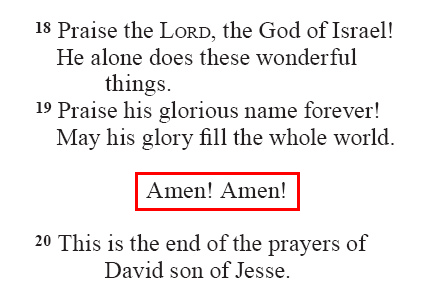 18 Praise the LORD, the God of Israel!
He alone does these wonderful
things.
19 Praise his glorious name forever!
May his glory fill the whole world.
Amen! Amen!
20 This is the end of the prayers of
David son of Jesse.